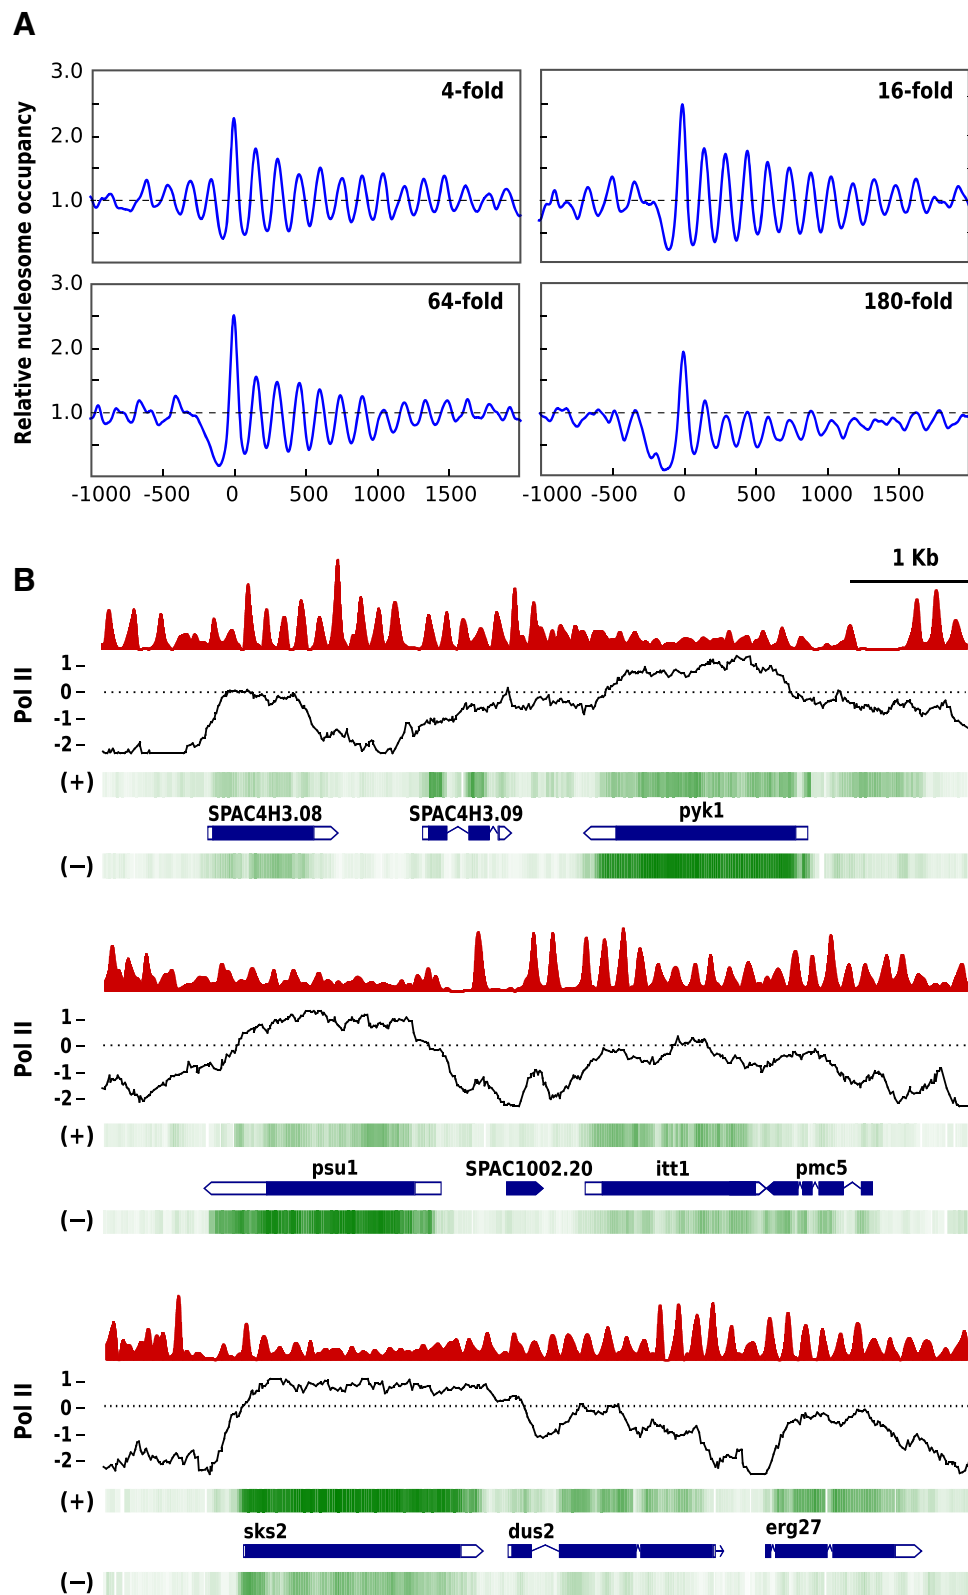 A
Relative nucleosome occupancy
3.0
2.0
1.0
4-fold
16-fold
3.0
2.0
1.0
64-fold
180-fold
-1000 -500 0 500 1000 1500
-1000 -500 0 500 1000 1500
B
1 Kb
Pol II
1
0
-1
-2
(+)
SPAC4H3.08 SPAC4H3.09 pyk1
(−)
Pol II
1
0
-1
-2
(+)
psu1 SPAC1002.20 itt1 pmc5
(−)
Pol II
1
0
-1
-2
(+)
sks2 dus2 erg27
(−)